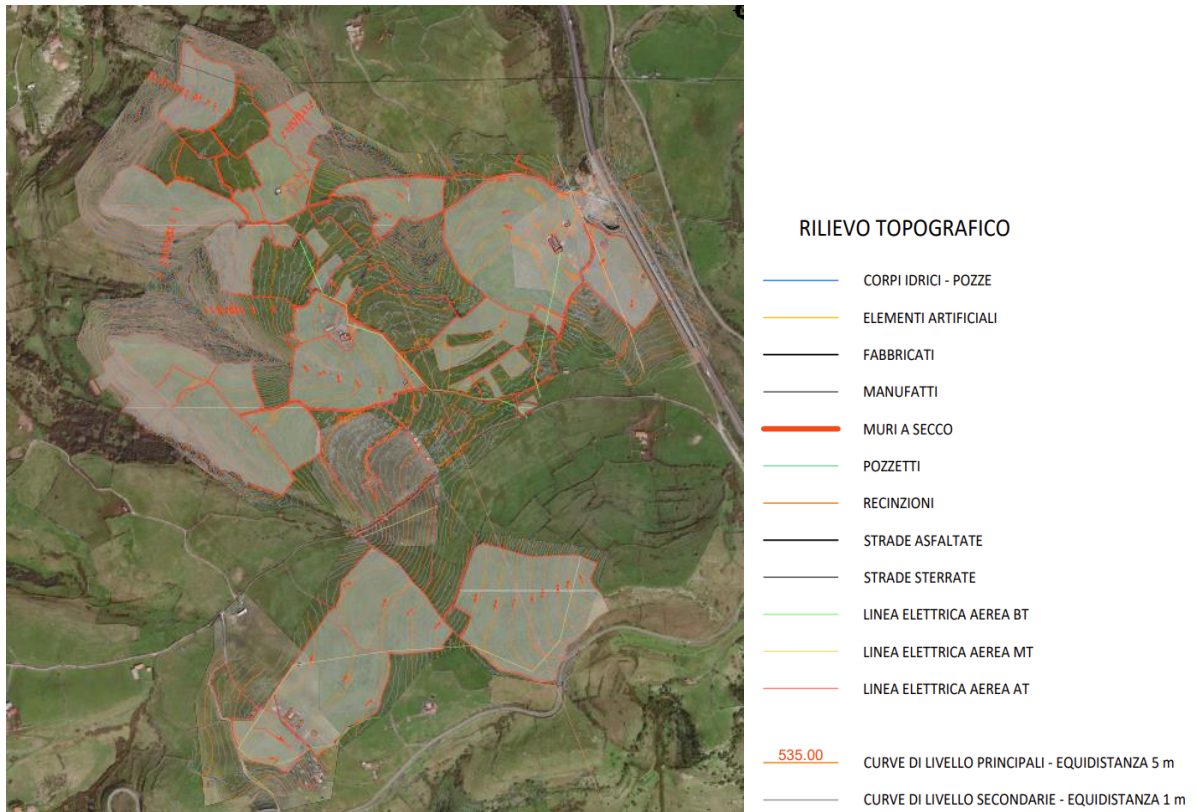 RILIEVO TOPOGRAFICO
CORPI IDRICI - POZZE
ELEMENTI ARTIFICIALI
FABBRICATI
MANUFATTI
MURI A SECCO
POZZETTI
RECINZIONI
STRADE ASFALTATE
STRADE STERRATE
LINEA ELETTRICA AEREA BT
LINEA ELETTRICA AEREA MT
LINEA ELETTRICA AEREA AT
535.00
CURVE DI LIVELLO PRINCIPALI - EQUIDISTANZA 5 m
CURVE DI LIVELLO SECONDARIE - EQUIDISTANZA 1 m